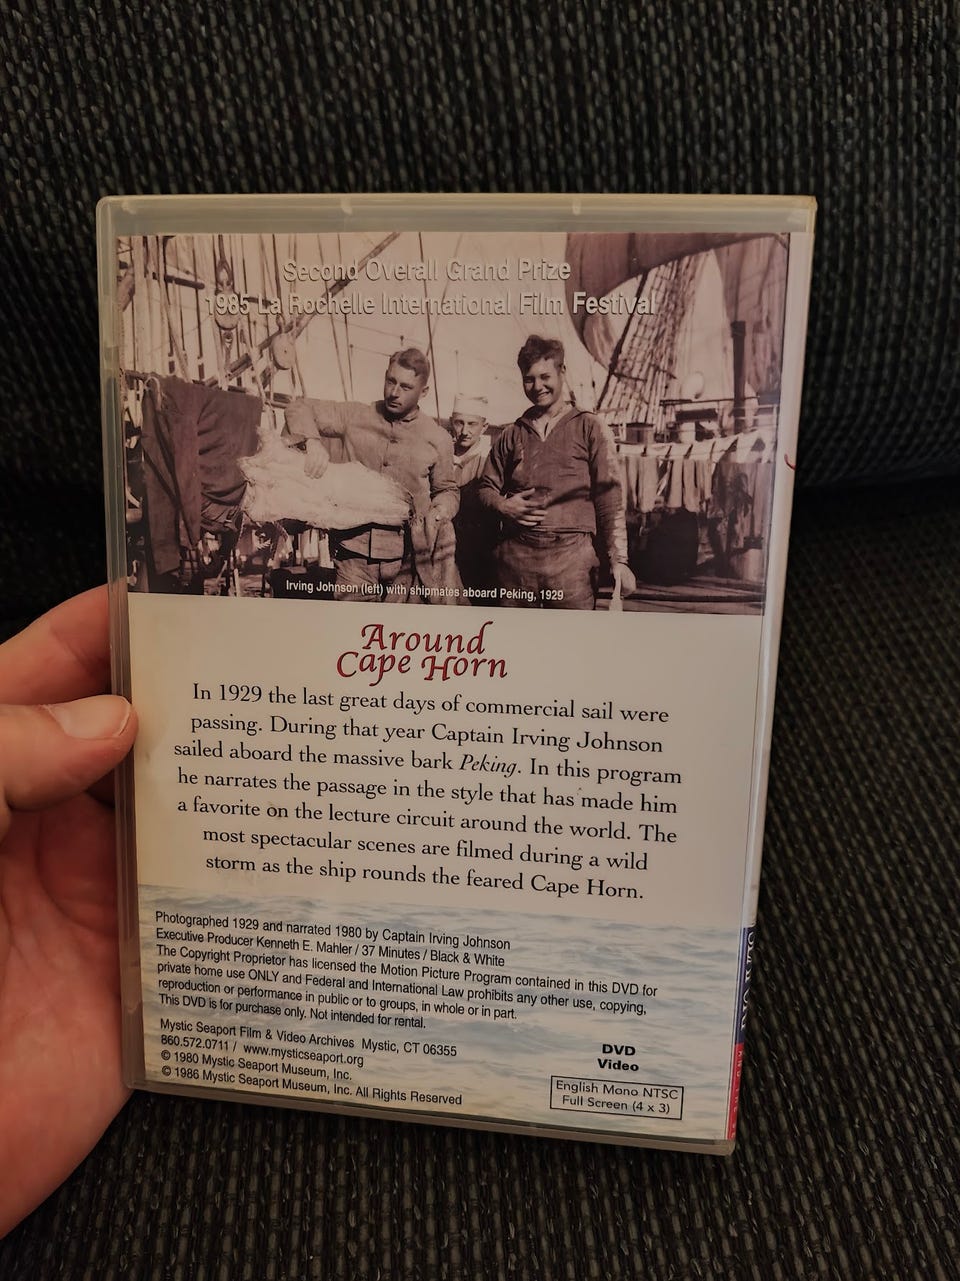 Second Overall Grand Prize
1985 La Rochelle International Film Festival
Irving Johnson (left) with shipmates aboard Peking, 1929
Around
Cape Horn
In 1929 the last great days of commercial sail were
passing. During that year Captain Irving Johnson
sailed aboard the massive bark Peking. In this program
he narrates the passage in the style that has made him
a favorite on the lecture circuit around the world. The
most spectacular scenes are filmed during a wild
storm as the ship rounds the feared Cape Horn.
Photographed 1929 and narrated 1980 by Captain Irving Johnson
Executive Producer Kenneth E. Mahler / 37 Minutes / Black & White
The Copyright Proprietor has licensed the Motion Picture Program contained in this DVD for
private home use ONLY and Federal and International Law prohibits any other use, copying,
reproduction or performance in public or to groups, in whole or in part.
This DVD is for purchase only. Not intended for rental.
Mystic Seaport Film & Video Archives Mystic, CT 06355
860.572.0711 / www.mysticseaport.org
© 1980 Mystic Seaport Museum, Inc.
© 1986 Mystic Seaport Museum, Inc. All Rights Reserved
DVD
Video
English Mono NTSC
Full Screen (4 x 3)